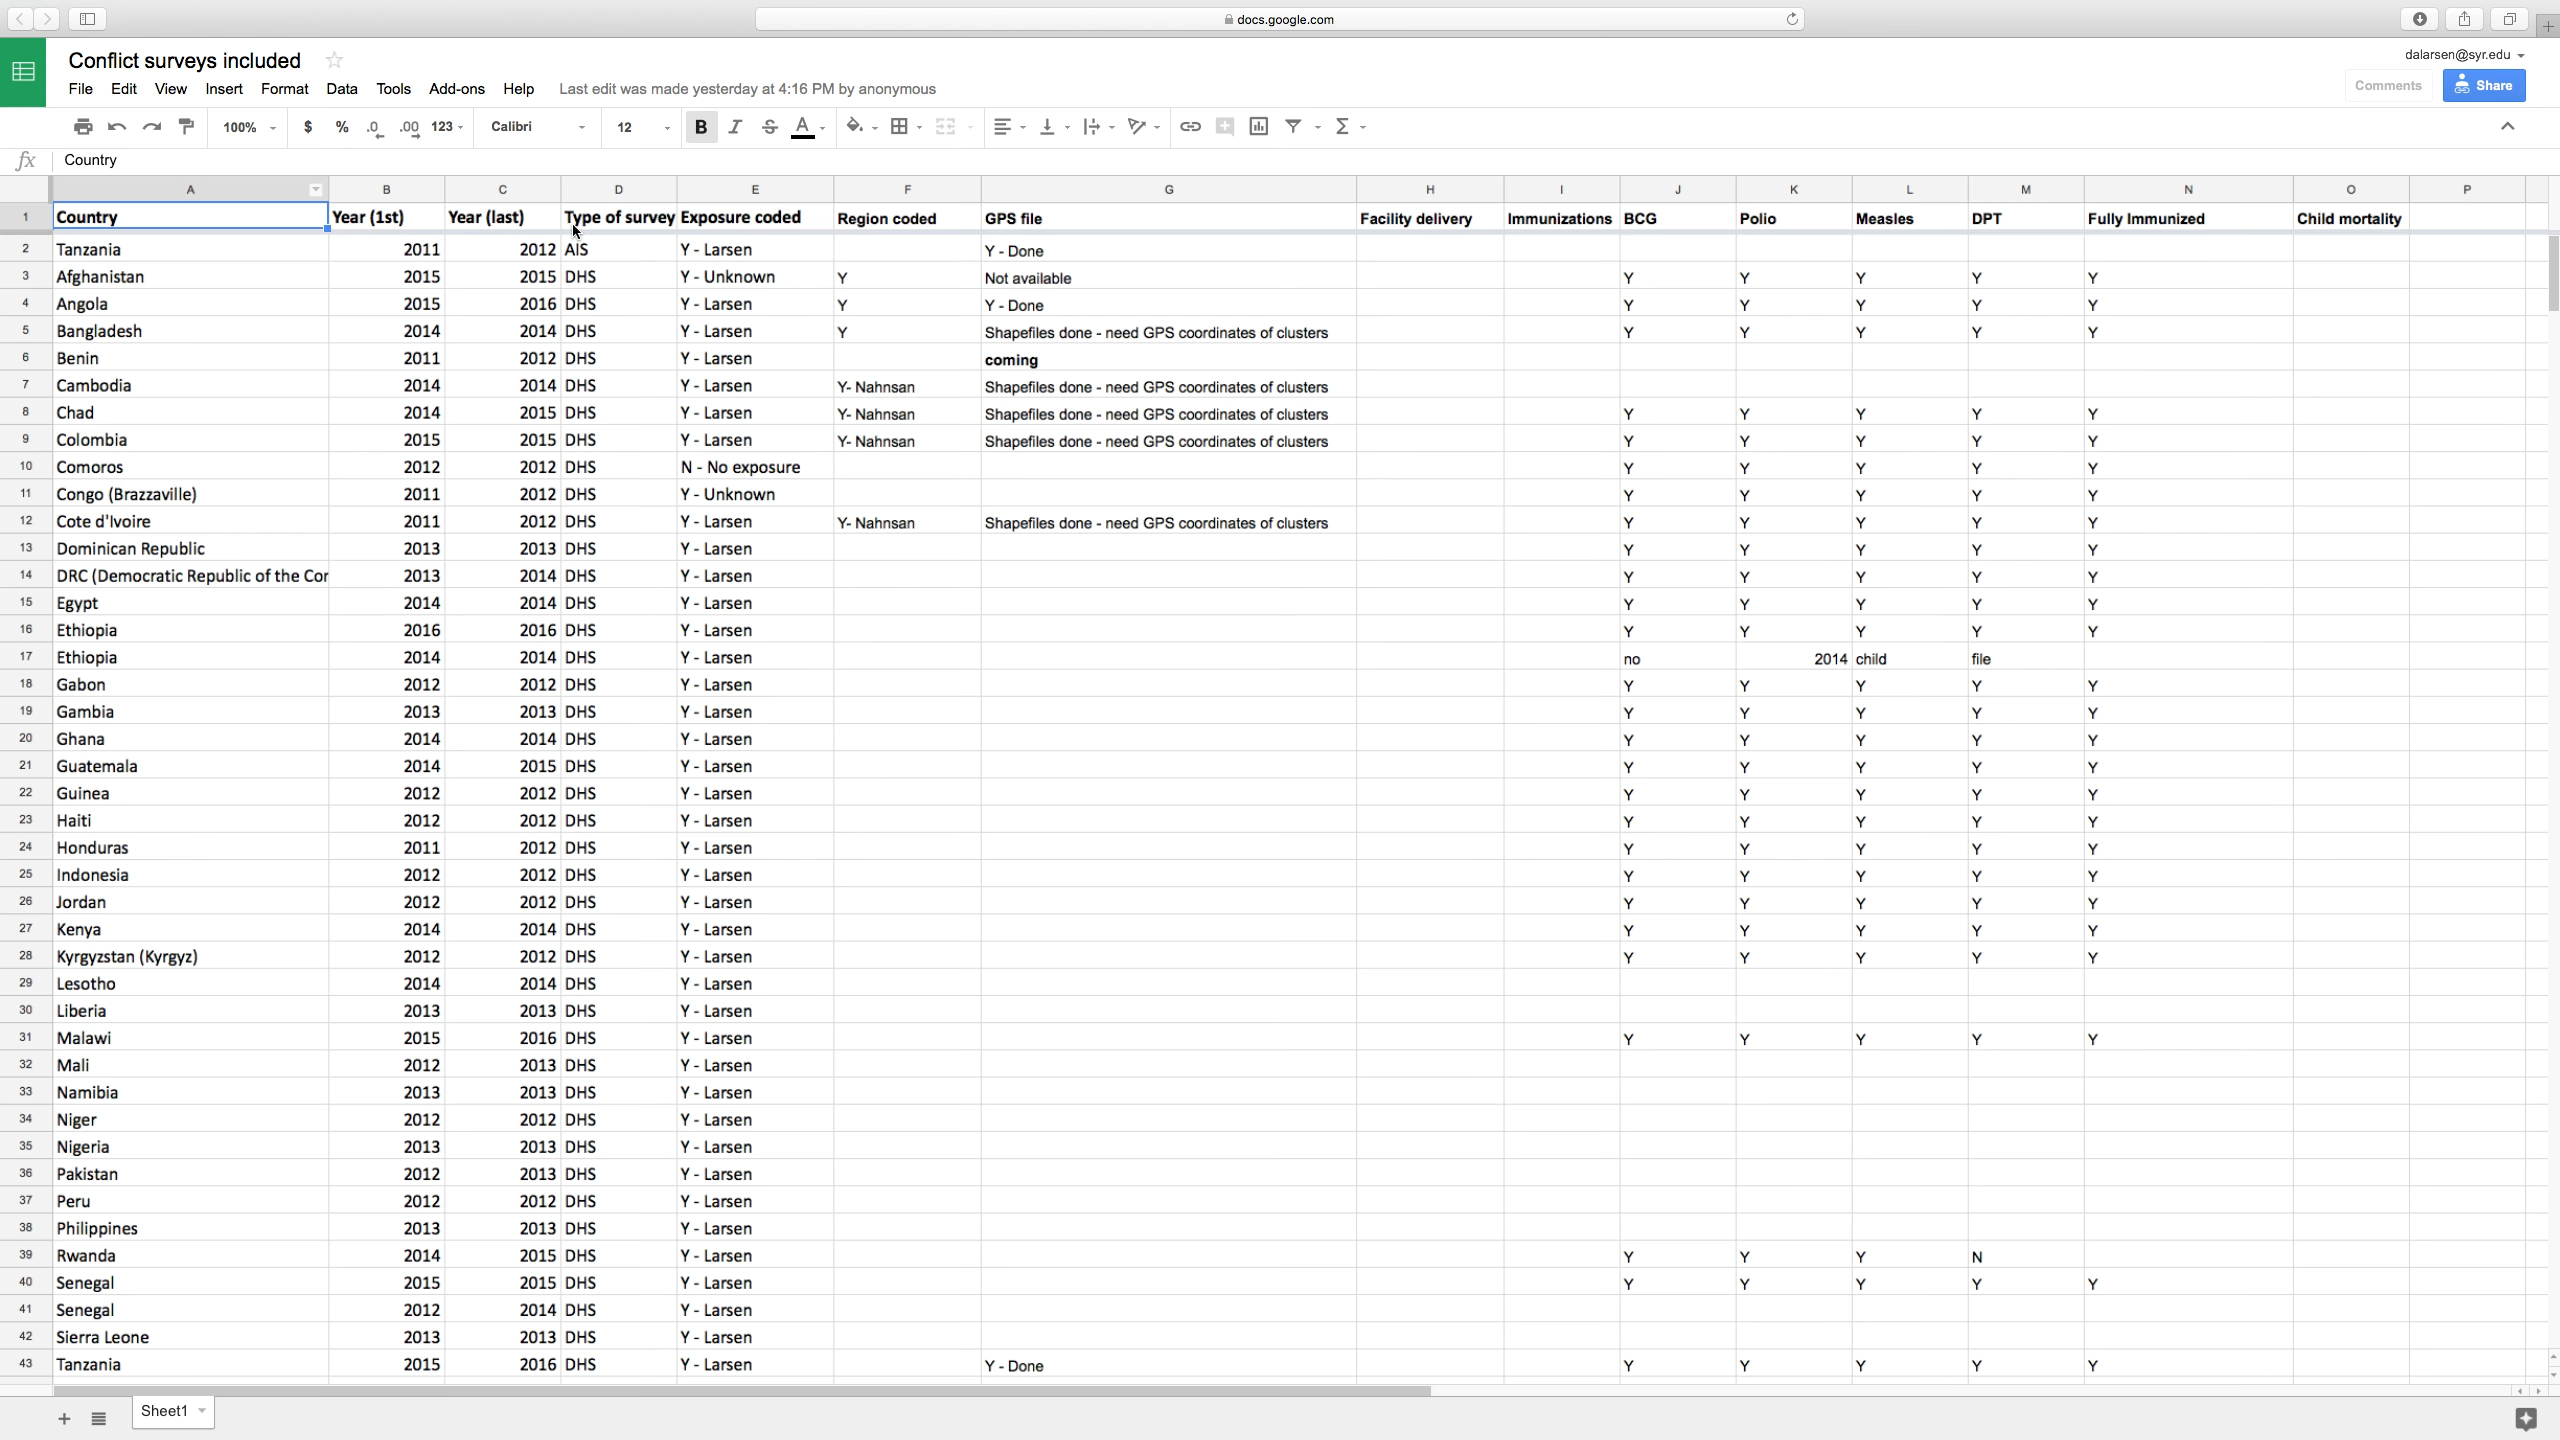 docs.google.com
Conflict surveys included
dalarsen@syr.edu
File Edit View Insert Format Data Tools Add-ons Help Last edit was made yesterday at 4:16 PM by anonymous
Comments Share
100% $ % .0 .00 123 Calibri 12 B I S A
fx Country
A B C D E F G H I J K L M N O P
1 Country Year (1st) Year (last) Type of survey Exposure coded Region coded GPS file Facility delivery Immunizations BCG Polio Measles DPT Fully Immunized Child mortality
2 Tanzania 2011 2012 AIS Y - Larsen Y - Done
3 Afghanistan 2015 2015 DHS Y - Unknown Y Not available Y Y Y Y Y
4 Angola 2015 2016 DHS Y - Larsen Y Y - Done Y Y Y Y Y
5 Bangladesh 2014 2014 DHS Y - Larsen Y Shapefiles done - need GPS coordinates of clusters Y Y Y Y Y
6 Benin 2011 2012 DHS Y - Larsen coming
7 Cambodia 2014 2014 DHS Y - Larsen Y- Nahnsan Shapefiles done - need GPS coordinates of clusters
8 Chad 2014 2015 DHS Y - Larsen Y- Nahnsan Shapefiles done - need GPS coordinates of clusters Y Y Y Y Y
9 Colombia 2015 2015 DHS Y - Larsen Y- Nahnsan Shapefiles done - need GPS coordinates of clusters Y Y Y Y Y
10 Comoros 2012 2012 DHS N - No exposure Y Y Y Y Y
11 Congo (Brazzaville) 2011 2012 DHS Y - Unknown Y Y Y Y Y
12 Cote d'Ivoire 2011 2012 DHS Y - Larsen Y- Nahnsan Shapefiles done - need GPS coordinates of clusters Y Y Y Y Y
13 Dominican Republic 2013 2013 DHS Y - Larsen Y Y Y Y Y
14 DRC (Democratic Republic of the Cor 2013 2014 DHS Y - Larsen Y Y Y Y Y
15 Egypt 2014 2014 DHS Y - Larsen Y Y Y Y Y
16 Ethiopia 2016 2016 DHS Y - Larsen Y Y Y Y Y
17 Ethiopia 2014 2014 DHS Y - Larsen no 2014 child file
18 Gabon 2012 2012 DHS Y - Larsen Y Y Y Y Y
19 Gambia 2013 2013 DHS Y - Larsen Y Y Y Y Y
20 Ghana 2014 2014 DHS Y - Larsen Y Y Y Y Y
21 Guatemala 2014 2015 DHS Y - Larsen Y Y Y Y Y
22 Guinea 2012 2012 DHS Y - Larsen Y Y Y Y Y
23 Haiti 2012 2012 DHS Y - Larsen Y Y Y Y Y
24 Honduras 2011 2012 DHS Y - Larsen Y Y Y Y Y
25 Indonesia 2012 2012 DHS Y - Larsen Y Y Y Y Y
26 Jordan 2012 2012 DHS Y - Larsen Y Y Y Y Y
27 Kenya 2014 2014 DHS Y - Larsen Y Y Y Y Y
28 Kyrgyzstan (Kyrgyz) 2012 2012 DHS Y - Larsen Y Y Y Y Y
29 Lesotho 2014 2014 DHS Y - Larsen
30 Liberia 2013 2013 DHS Y - Larsen
31 Malawi 2015 2016 DHS Y - Larsen Y Y Y Y Y
32 Mali 2012 2013 DHS Y - Larsen
33 Namibia 2013 2013 DHS Y - Larsen
34 Niger 2012 2012 DHS Y - Larsen
35 Nigeria 2013 2013 DHS Y - Larsen
36 Pakistan 2012 2013 DHS Y - Larsen
37 Peru 2012 2012 DHS Y - Larsen
38 Philippines 2013 2013 DHS Y - Larsen
39 Rwanda 2014 2015 DHS Y - Larsen Y Y Y N
40 Senegal 2015 2015 DHS Y - Larsen Y Y Y Y Y
41 Senegal 2012 2014 DHS Y - Larsen
42 Sierra Leone 2013 2013 DHS Y - Larsen
43 Tanzania 2015 2016 DHS Y - Larsen Y - Done Y Y Y Y Y
Sheet1